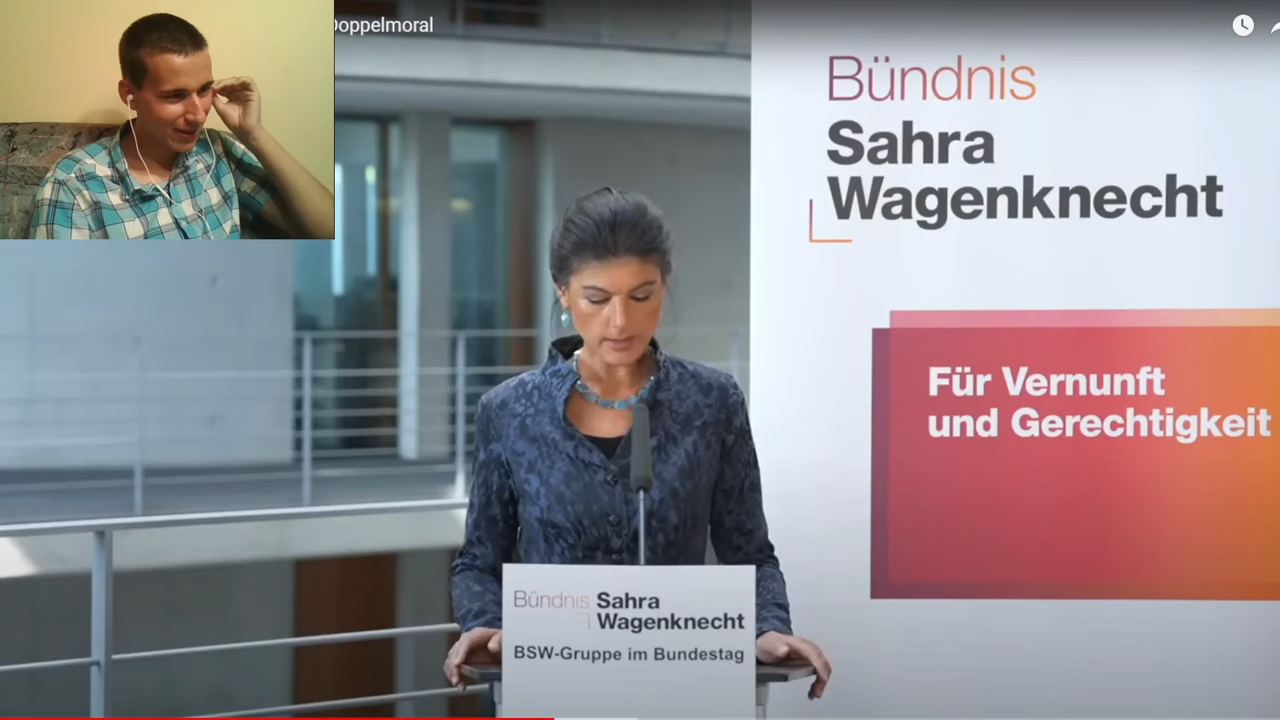 Doppelmoral
Bündnis
Sahra
Wagenknecht
Für Vernunft
und Gerechtigkeit
Bündnis Sahra
Wagenknecht
BSW-Gruppe im Bundestag